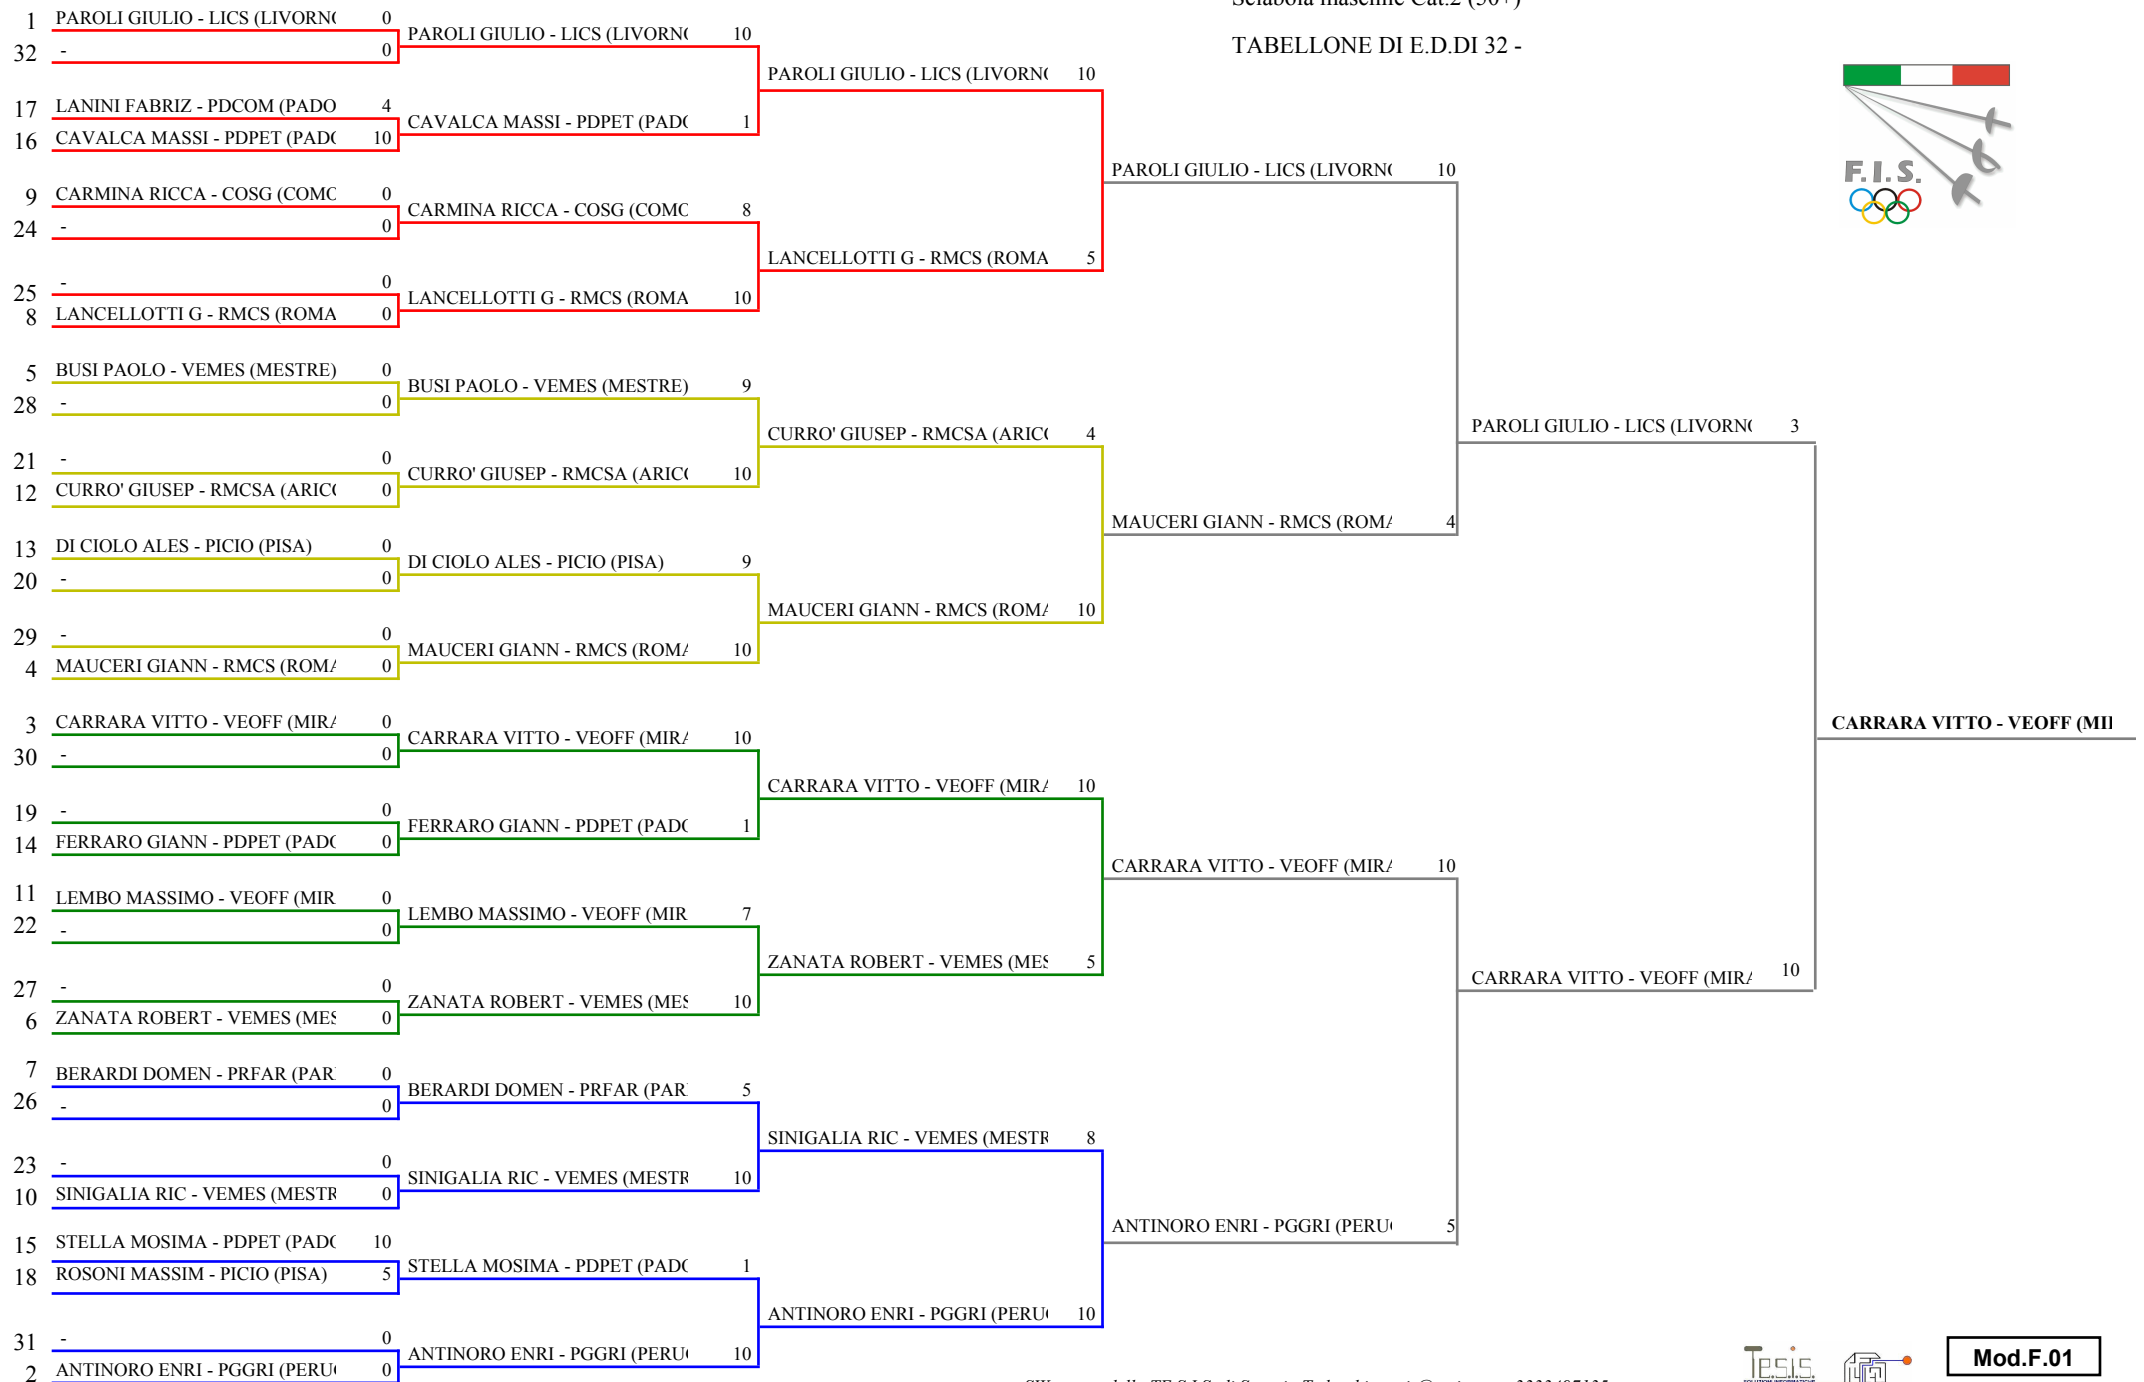 TABELLONE DI E.D.DI 32 -
1 PAROLI GIULIO - LICS (LIVORN 0
32 - 0
17 LANINI FABRIZ - PDCOM (PADO 4
16 CAVALCA MASSI - PDPET (PAD 10
9 CARMINA RICCA - COSG (COMO 0
24 - 0
25 - 0
8 LANCELLOTTI G - RMCS (ROMA 0
5 BUSI PAOLO - VEMES (MESTRE) 0
28 - 0
21 - 0
12 CURRO' GIUSEP - RMCSA (ARIC 0
13 DI CIOLO ALES - PICIO (PISA) 0
20 - 0
29 - 0
4 MAUCERI GIANN - RMCS (ROMA 0
3 CARRARA VITTO - VEOFF (MIRA 0
30 - 0
19 - 0
14 FERRARO GIANN - PDPET (PAD 0
11 LEMBO MASSIMO - VEOFF (MIR 0
22 - 0
27 - 0
6 ZANATA ROBERT - VEMES (MES 0
7 BERARDI DOMEN - PRFAR (PAR 0
26 - 0
23 - 0
10 SINIGALIA RIC - VEMES (MESTR 0
15 STELLA MOSIMA - PDPET (PAD 10
18 ROSONI MASSIM - PICIO (PISA) 5
31 - 0
2 ANTINORO ENRI - PGGRI (PERU 0
PAROLI GIULIO - LICS (LIVORN 10
CAVALCA MASSI - PDPET (PAD 1
CARMINA RICCA - COSG (COMO 8
LANCELLOTTI G - RMCS (ROMA 10
BUSI PAOLO - VEMES (MESTRE) 9
CURRO' GIUSEP - RMCSA (ARIC 10
DI CIOLO ALES - PICIO (PISA) 9
MAUCERI GIANN - RMCS (ROMA 10
CARRARA VITTO - VEOFF (MIRA 10
FERRARO GIANN - PDPET (PAD 1
LEMBO MASSIMO - VEOFF (MIR 7
ZANATA ROBERT - VEMES (MES 10
BERARDI DOMEN - PRFAR (PAR 5
SINIGALIA RIC - VEMES (MESTR 10
STELLA MOSIMA - PDPET (PAD 1
ANTINORO ENRI - PGGRI (PERU 10
PAROLI GIULIO - LICS (LIVORN 10
LANCELLOTTI G - RMCS (ROMA 5
CURRO' GIUSEP - RMCSA (ARIC 4
MAUCERI GIANN - RMCS (ROMA 10
CARRARA VITTO - VEOFF (MIRA 10
ZANATA ROBERT - VEMES (MES 5
SINIGALIA RIC - VEMES (MESTR 8
ANTINORO ENRI - PGGRI (PERU 10
PAROLI GIULIO - LICS (LIVORN 10
MAUCERI GIANN - RMCS (ROMA 4
CARRARA VITTO - VEOFF (MIRA 10
ANTINORO ENRI - PGGRI (PERU 5
PAROLI GIULIO - LICS (LIVORN 3
CARRARA VITTO - VEOFF (MIRA 10
CARRARA VITTO - VEOFF (MI
F.I.S.
Te.S.i.S.
Mod.F.01